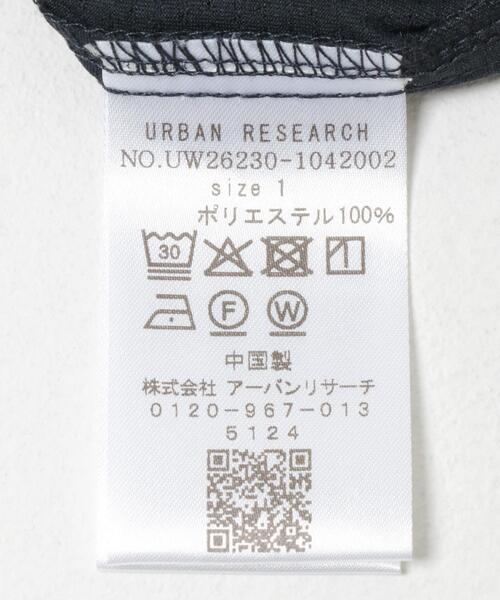 URBAN RESEARCH
NO.UW26230-1042002
size 1
ポリエステル100%
30
F W
中国製
株式会社 アーバンリサーチ
0120-967-013
5124